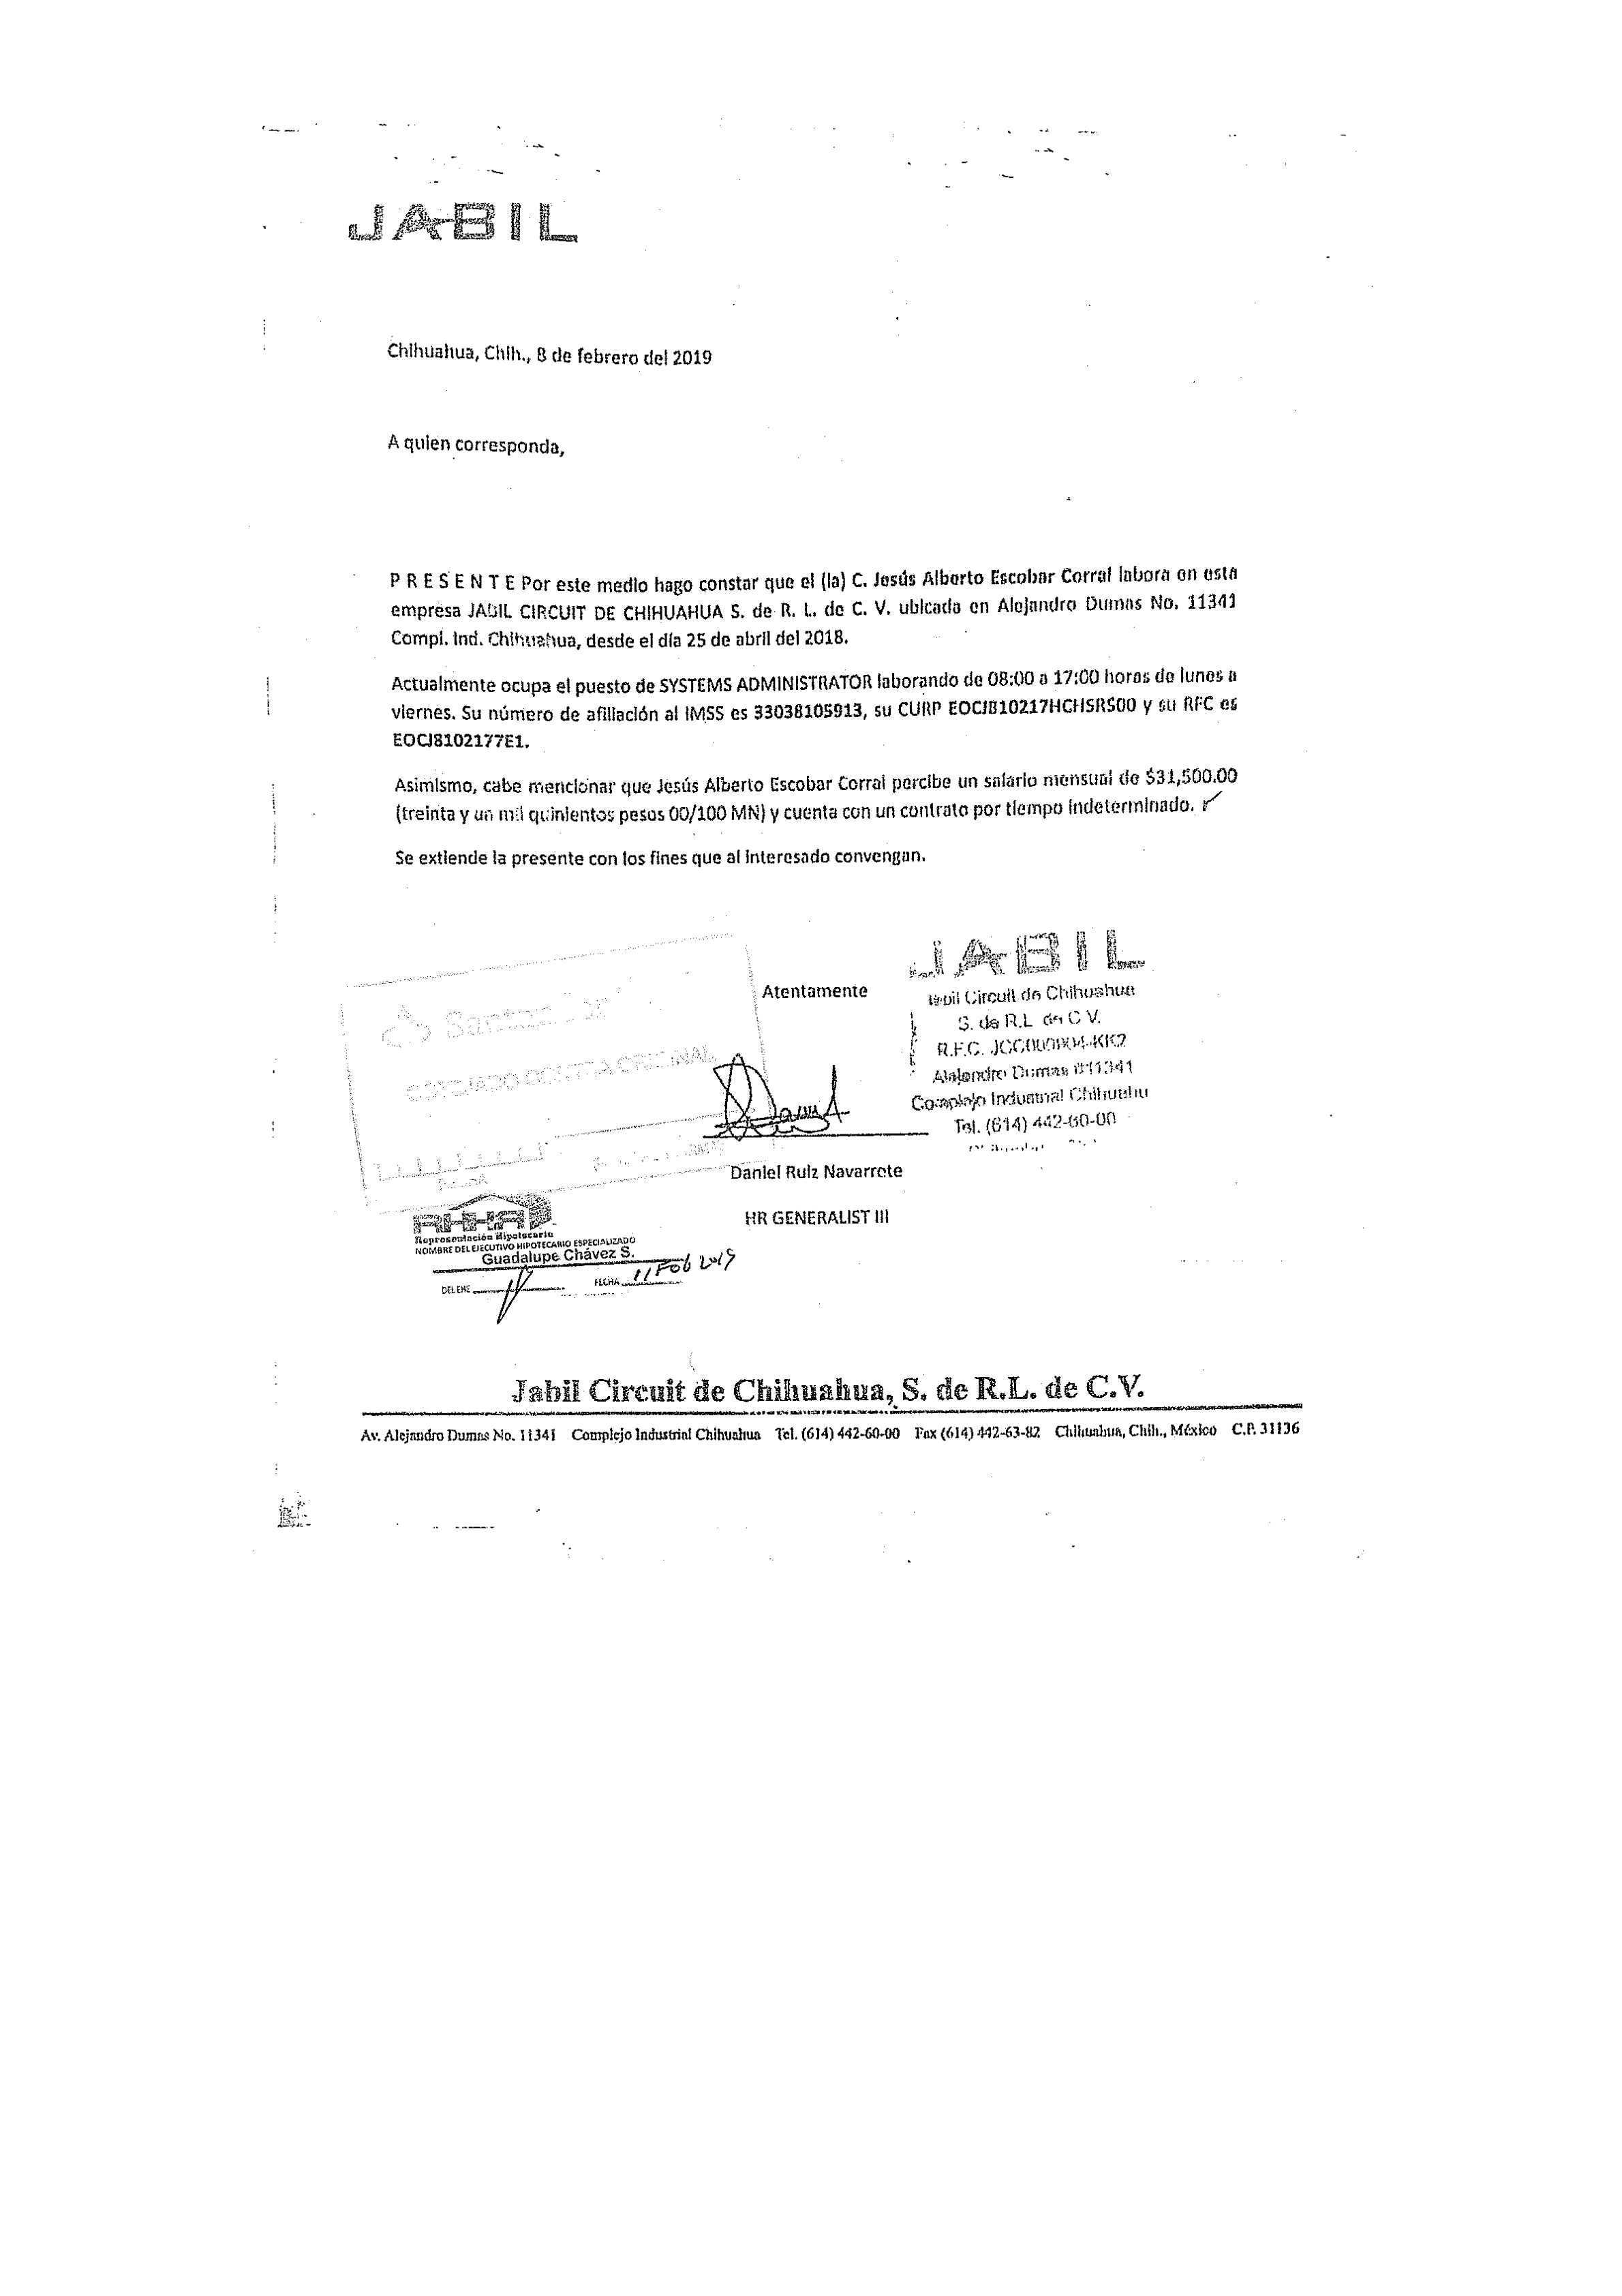 JABIL
Chihuahua, Chih., 8 de febrero del 2019
A quien corresponda,
P R E S E N T E Por este medio hago constar que el (la) C. Jesús Alberto Escobar Corral labora en esta
empresa JABIL CIRCUIT DE CHIHUAHUA S. de R. L. de C. V. ubicada en Alejandro Dumas No. 11341
Compl. Ind. Chihuahua, desde el día 25 de abril del 2018.
Actualmente ocupa el puesto de SYSTEMS ADMINISTRATOR laborando de 08:00 a 17:00 horas de lunes a
viernes. Su número de afiliación al IMSS es 33038105913, su CURP EOCJ810217HCHSRS00 y su RFC es
EOCJ8102177E1.
Asimismo, cabe mencionar que Jesús Alberto Escobar Corral percibe un salario mensual de $31,500.00
(treinta y un mil quinientos pesos 00/100 MN) y cuenta con un contrato por tiempo indeterminado.
Se extiende la presente con los fines que al interesado convengan.
JABIL
Atentamente
Jabil Circuit de Chihuahua
S. de R.L. de C.V.
R.F.C.
Alejandro Dumas #11341
Complejo Industrial Chihuahu
Tel. (614) 442-60-00
Santander
COTEJADO CONTRA ORIGINAL
Daniel Ruiz Navarrete
HR GENERALIST III
Representación Hipotecaria
NOMBRE DEL EJECUTIVO HIPOTECARIO ESPECIALIZADO
Guadalupe Chávez S.
DEL EHE FECHA 11 Feb 2019
Jabil Circuit de Chihuahua, S. de R.L. de C.V.
Av. Alejandro Dumas No. 11341 Complejo Industrial Chihuahua Tel. (614) 442-60-00 Fax (614) 442-63-82 Chihuahua, Chih., México C.P. 31136